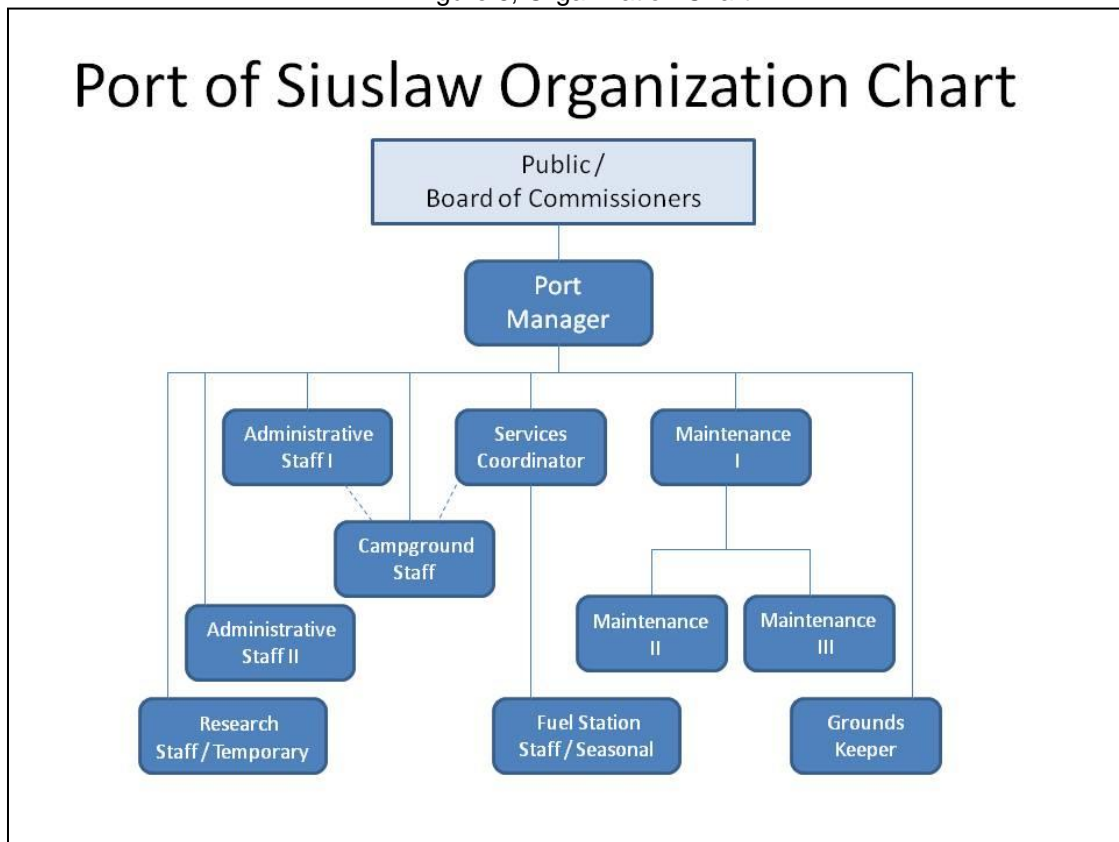 Port of Siuslaw Organization Chart
Public /
Board of Commissioners
Port
Manager
Administrative
Staff I
Services
Coordinator
Maintenance
I
Campground
Staff
Administrative
Staff II
Maintenance
II
Maintenance
III
Research
Staff / Temporary
Fuel Station
Staff / Seasonal
Grounds
Keeper